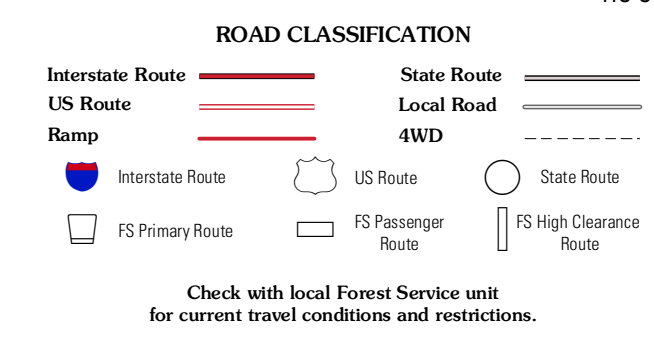 ROAD CLASSIFICATION
Interstate Route
State Route
US Route
Local Road
Ramp
4WD
Interstate Route
US Route
State Route
FS Primary Route
FS Passenger
Route
FS High Clearance
Route
Check with local Forest Service unit
for current travel conditions and restrictions.